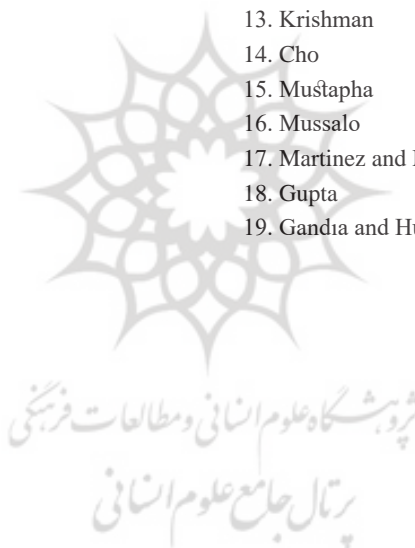 13. Krishman
14. Cho
15. Mustapha
16. Mussalo
17. Martinez and
18. Gupta
19. Gandıa and
پژوهشگاه علوم انسانی و مطالعات فرهنگی
پرتال جامع علوم انسانی